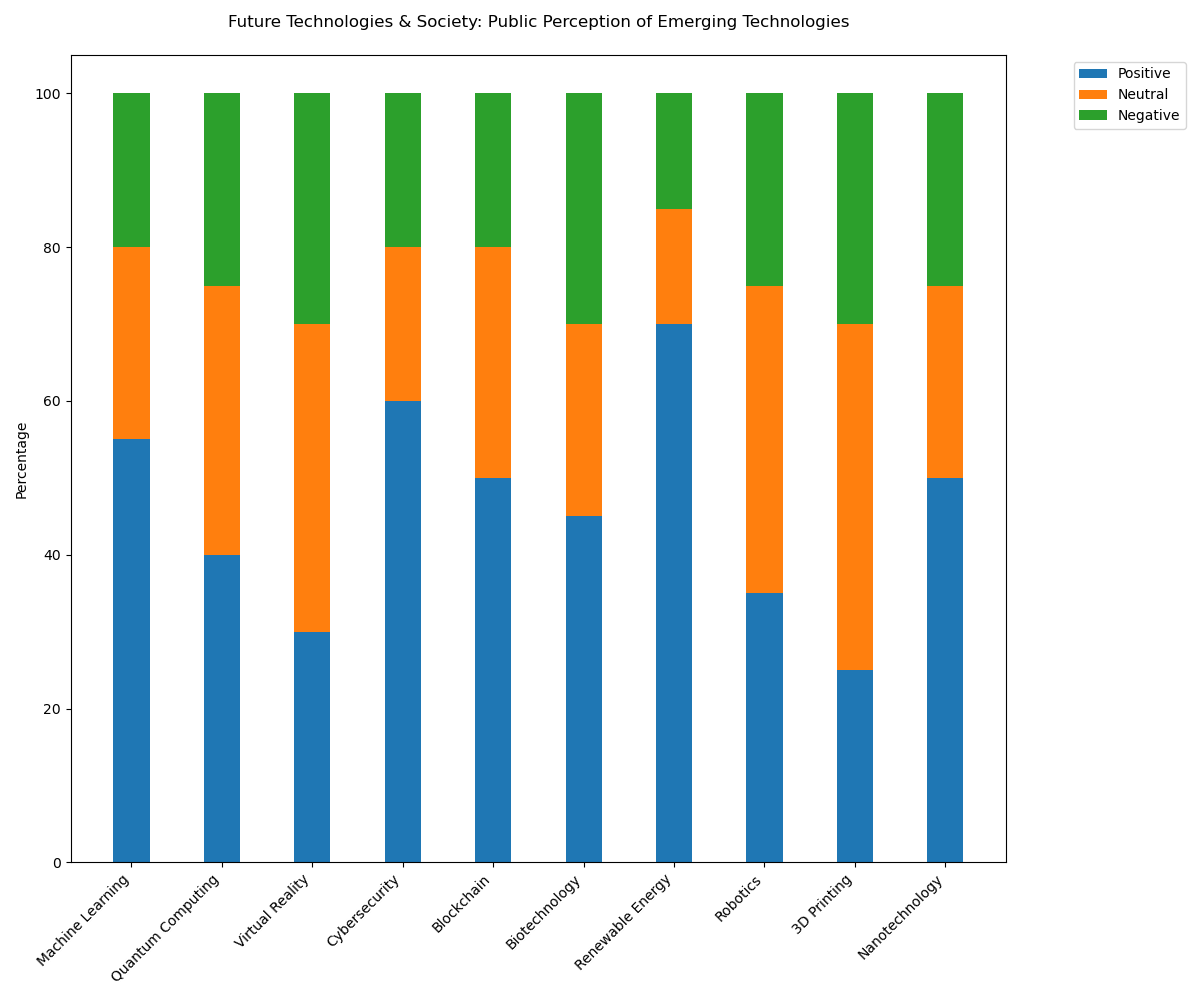 Future Technologies & Society: Public Perception of Emerging Technologies
Positive
Neutral
Negative
Percentage
100
80
60
40
20
0
Machine Learning
Quantum Computing
Virtual Reality
Cybersecurity
Blockchain
Biotechnology
Renewable Energy
Robotics
3D Printing
Nanotechnology